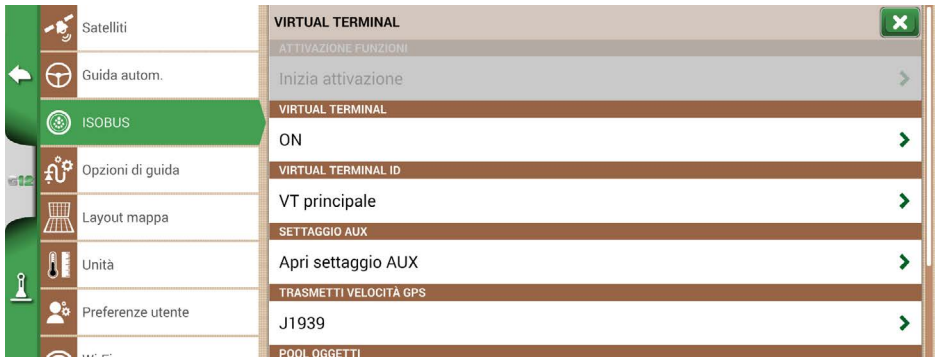 Satelliti
Guida autom.
ISOBUS
Opzioni di guida
Layout mappa
Unità
Preferenze utente
VIRTUAL TERMINAL
ATTIVAZIONE FUNZIONI
Inizia attivazione
VIRTUAL TERMINAL
ON
VIRTUAL TERMINAL ID
VT principale
SETTAGGIO AUX
Apri settaggio AUX
TRASMETTI VELOCITÀ GPS
J1939
POOL OGGETTI